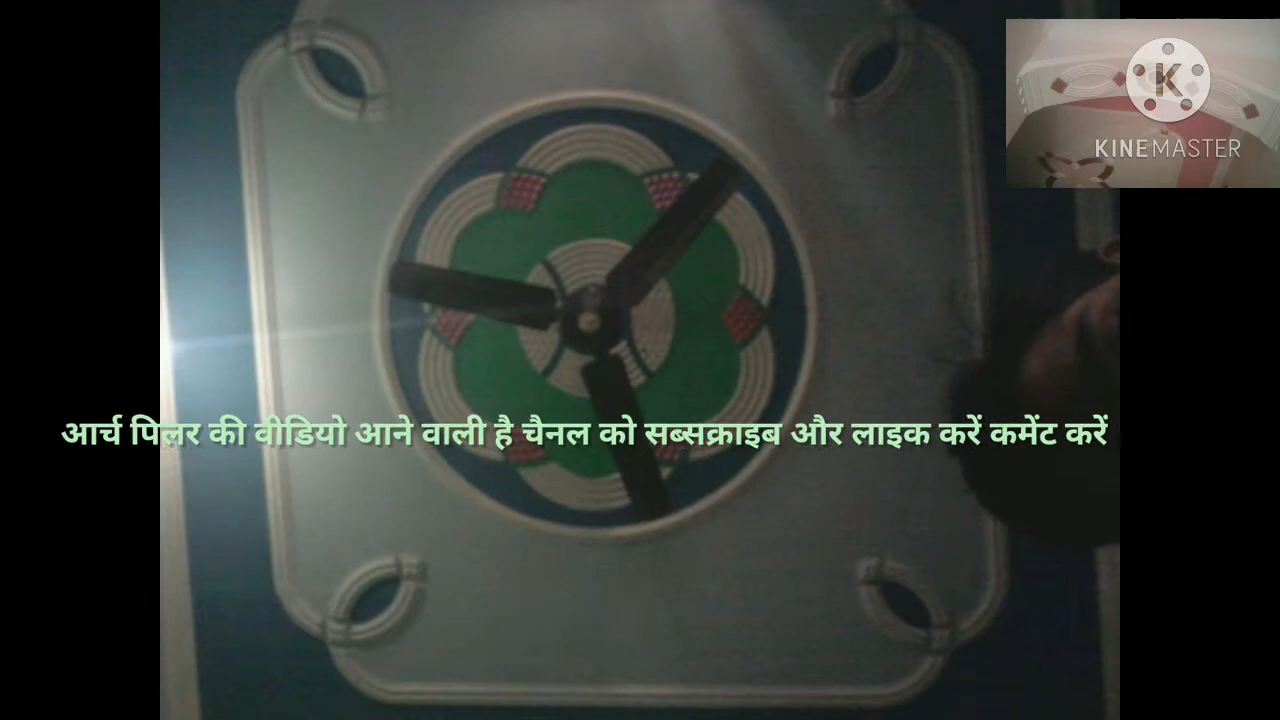 K
KINEMASTER
आर्च पिलर की वीडियो आने वाली है चैनल को सब्सक्राइब और लाइक करें कमेंट करें